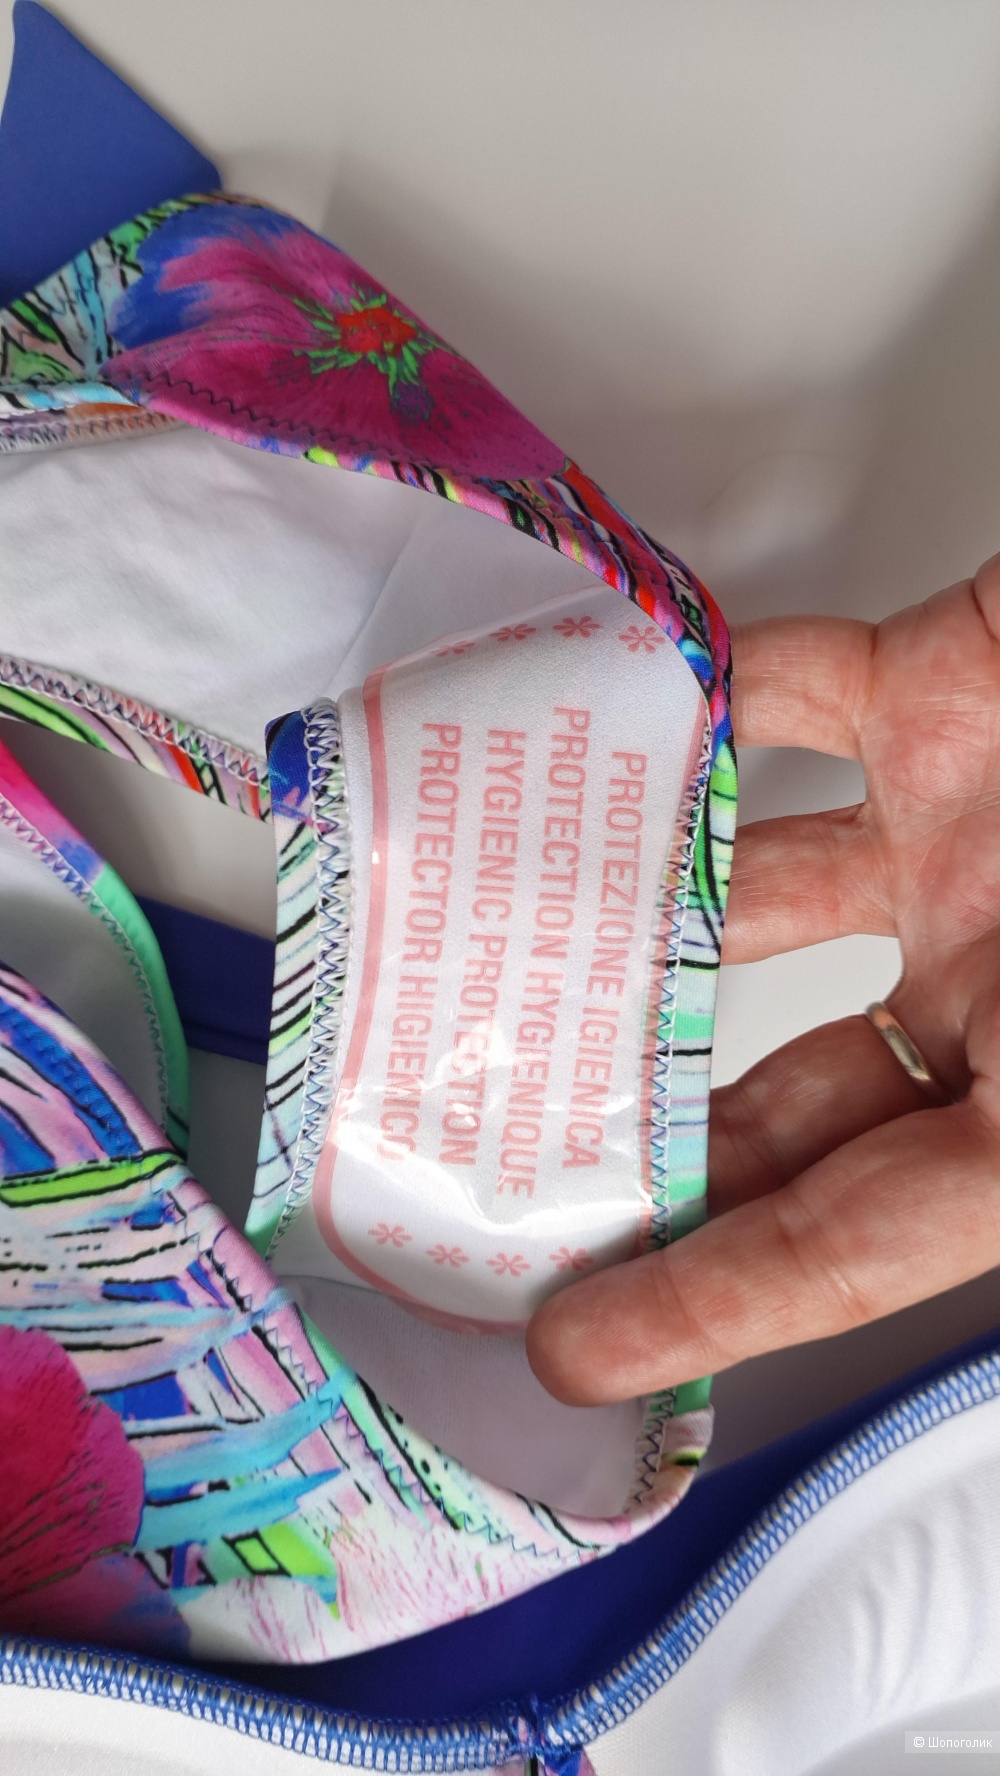 PROTEZIONE IGIENICA
PROTECTION HYGIENIQUE
HYGIENIC PROTECTION
PROTECTOR HIGIENICO
© Шопоголик